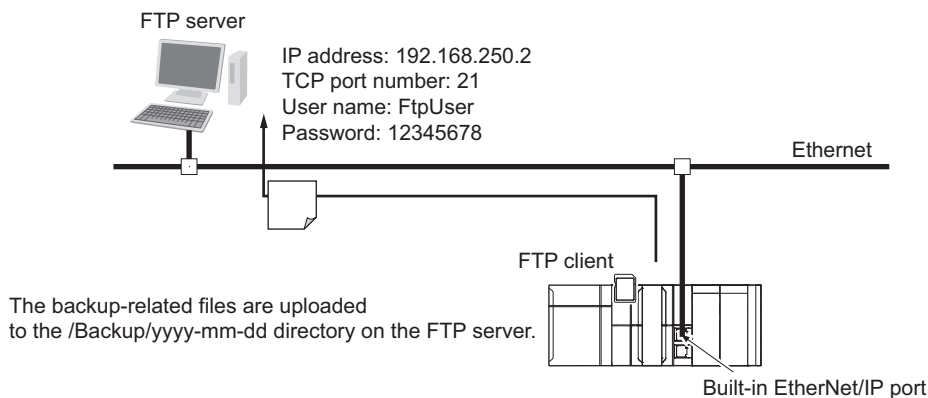 FTP server
IP address: 192.168.250.2
TCP port number: 21
User name: FtpUser
Password: 12345678
Ethernet
FTP client
The backup-related files are uploaded
to the /Backup/yyyy-mm-dd directory on the FTP server.
Built-in EtherNet/IP port